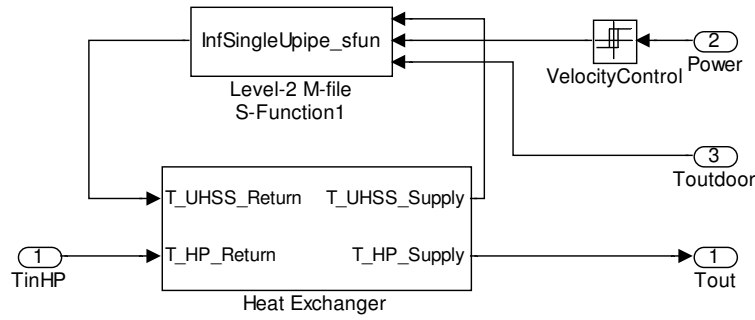 InfSingleUpipe_sfun
Level-2 M-file
S-Function1
VelocityControl
2
Power
3
Toutdoor
T_UHSS_Return
T_UHSS_Supply
1
TinHP
T_HP_Return
T_HP_Supply
1
Tout
Heat Exchanger